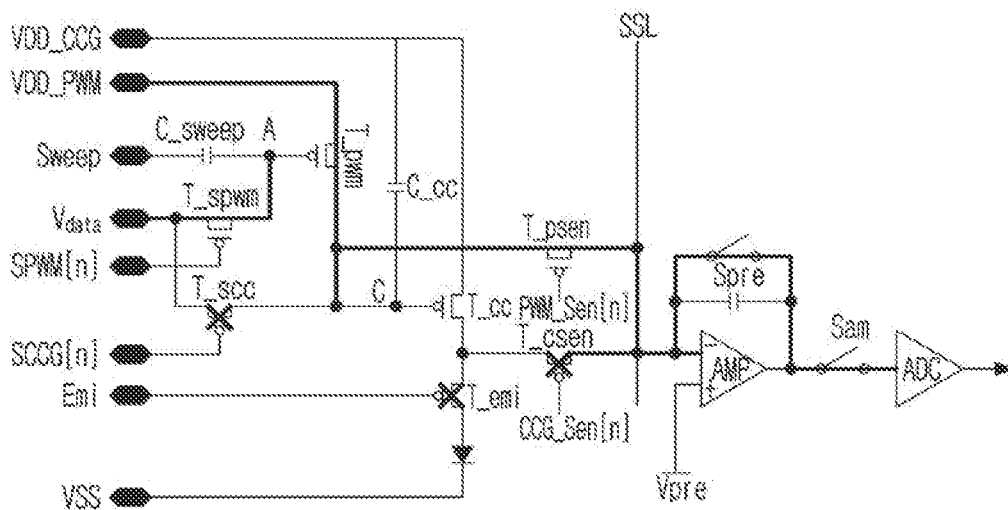 VDD_CCG
SSL
VDD_PWM
C_sweep A
Sweep
T_pwm
C_cc
T_spwm
Vdata
T_psen
SPWM[n]
Spre
T_scc
C
T_cc
PWM_Sen[n]
T_csen
Sam
SCCG[n]
AMP
ADC
Emi
T_emi
CCG_Sen[n]
Vpre
VSS